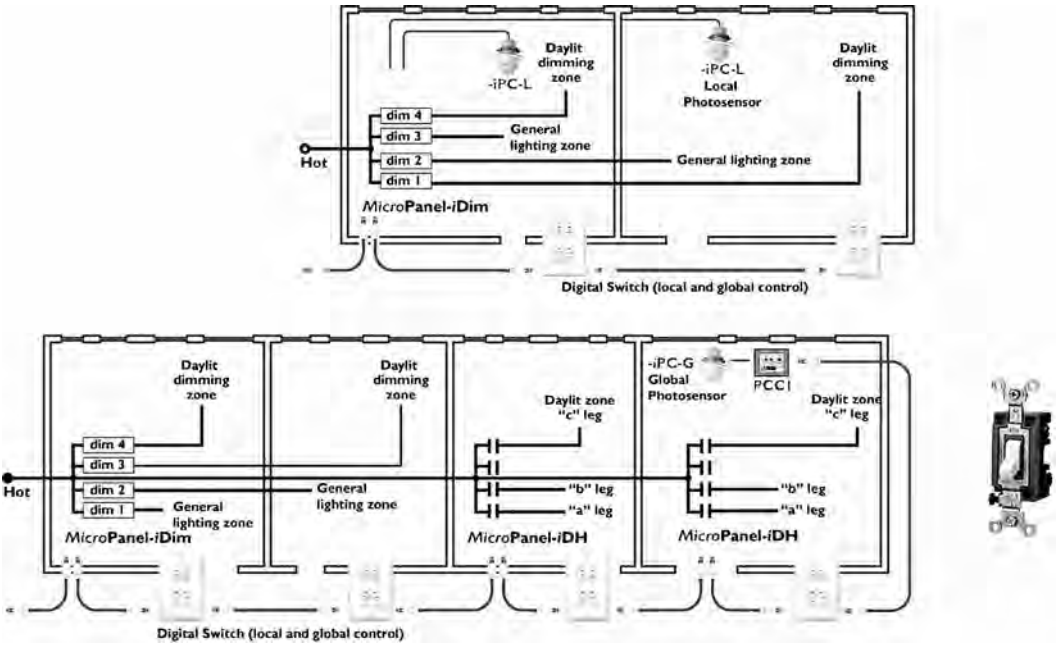 -iPC-L
Daylit
dimming
zone
-iPC-L
Local
Photosensor
Daylit
dimming
zone
dim 4
dim 3
General
lighting zone
Hot
dim 2
General lighting zone
dim 1
MicroPanel-iDim
Digital Switch (local and global control)
Daylit
dimming
zone
Daylit
dimming
zone
Daylit zone
"c" leg
-iPC-G
Global
Photosensor
PCC1
Daylit zone
"c" leg
dim 4
dim 3
Hot
dim 2
General
lighting zone
"b" leg
"b" leg
dim 1
General
lighting zone
"a" leg
"a" leg
MicroPanel-iDim
MicroPanel-iDH
MicroPanel-iDH
Digital Switch (local and global control)